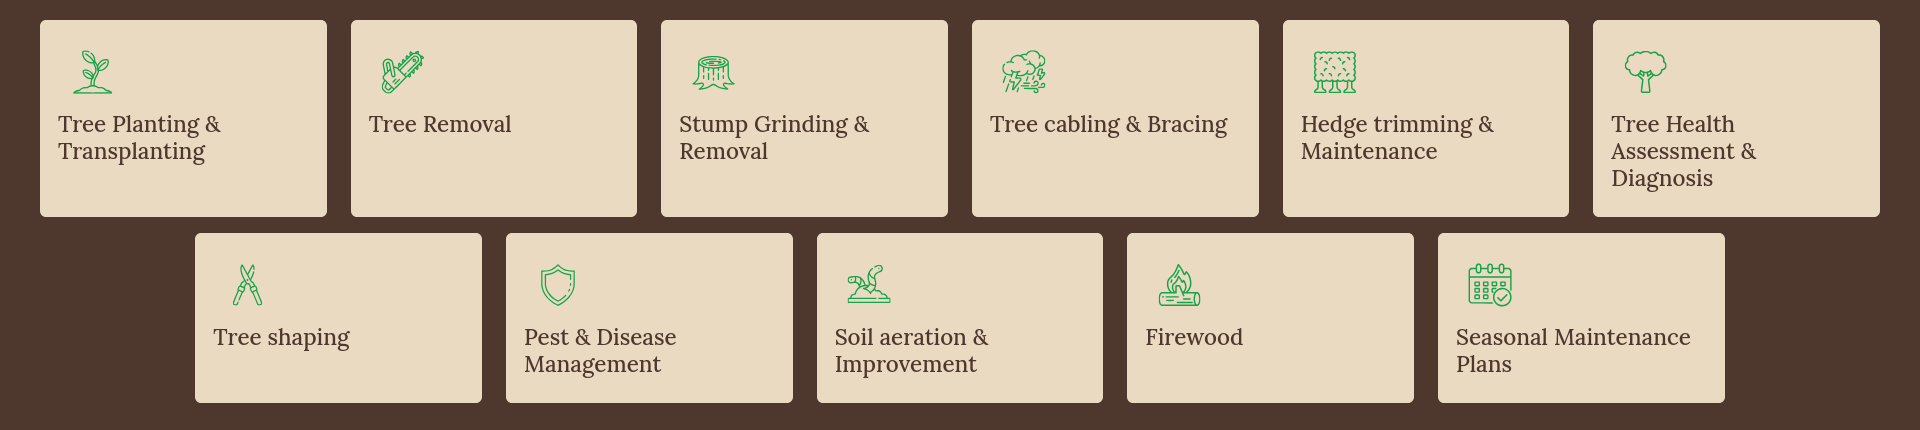 Tree Planting &
Transplanting
Tree Removal
Stump Grinding &
Removal
Tree cabling & Bracing
Hedge trimming &
Maintenance
Tree Health
Assessment &
Diagnosis
Tree shaping
Pest & Disease
Management
Soil aeration &
Improvement
Firewood
Seasonal Maintenance
Plans